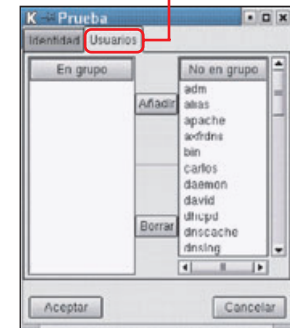 Prueba
Identidad Usuarios
En grupo
No en grupo
Añadir
Borrar
adm
alias
apache
axfrdns
bin
carlos
daemon
david
dhcpd
dnscache
dnslog
Aceptar
Cancelar